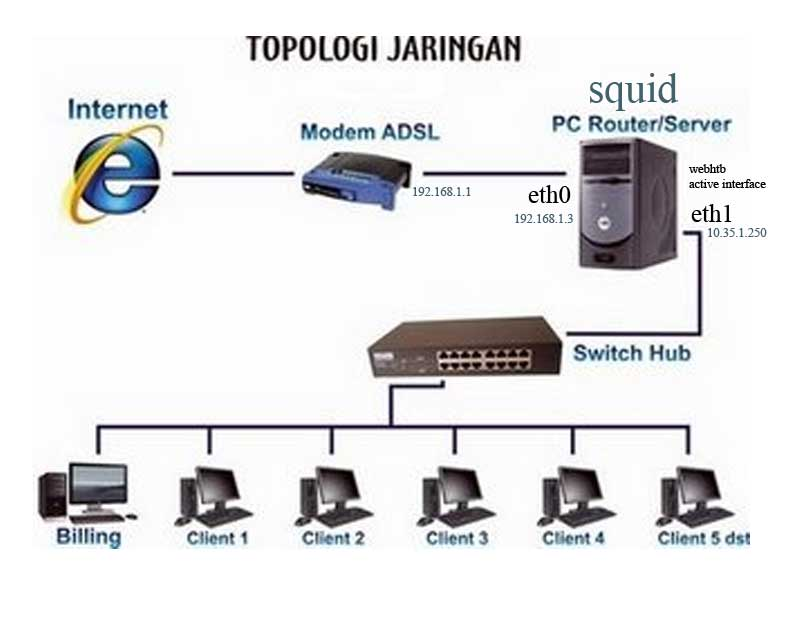 TOPOLOGI JARINGAN
Internet
Modem ADSL
192.168.1.1
squid
PC Router/Server
eth0
192.168.1.3
webhtb
active interface
eth1
10.35.1.250
Switch Hub
Billing
Client 1
Client 2
Client 3
Client 4
Client 5 dst